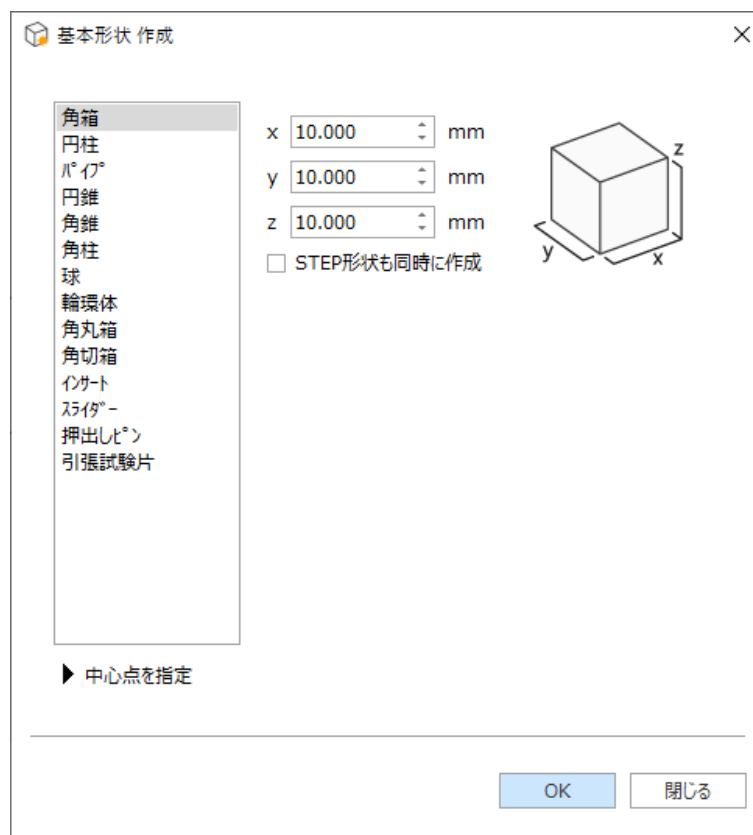 基本形状 作成
角箱
円柱
ﾊﾟｲﾌﾟ
円錐
角錐
角柱
球
輪環体
角丸箱
角切箱
ｲﾝｻｰﾄ
ｽﾗｲﾀﾞｰ
押出しﾋﾟﾝ
引張試験片
x 10.000 mm
y 10.000 mm
z 10.000 mm
STEP形状も同時に作成
z
y
x
中心点を指定
OK
閉じる